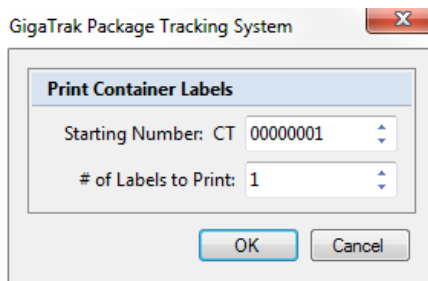 GigaTrak Package Tracking System
Print Container Labels
Starting Number: CT 00000001
# of Labels to Print: 1
OK Cancel